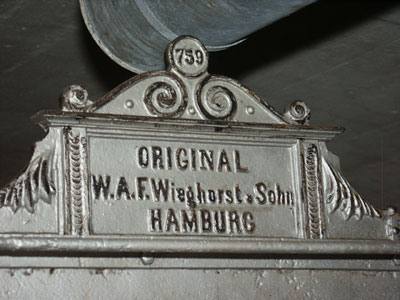 759
ORIGINAL
W.A.F. Wieghorst & Sohn
HAMBURG